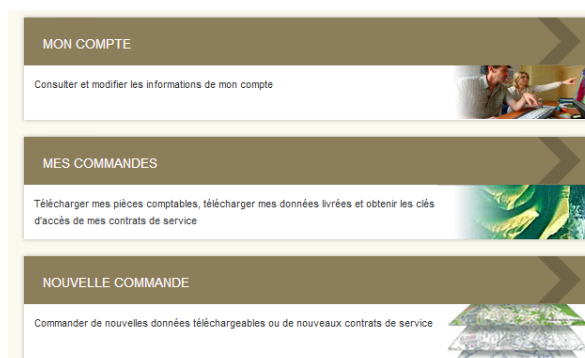 MON COMPTE
Consulter et modifier les informations de mon compte
MES COMMANDES
Télécharger mes pièces comptables, télécharger mes données livrées et obtenir les clés
d'accès de mes contrats de service
NOUVELLE COMMANDE
Commander de nouvelles données téléchargeables ou de nouveaux contrats de service